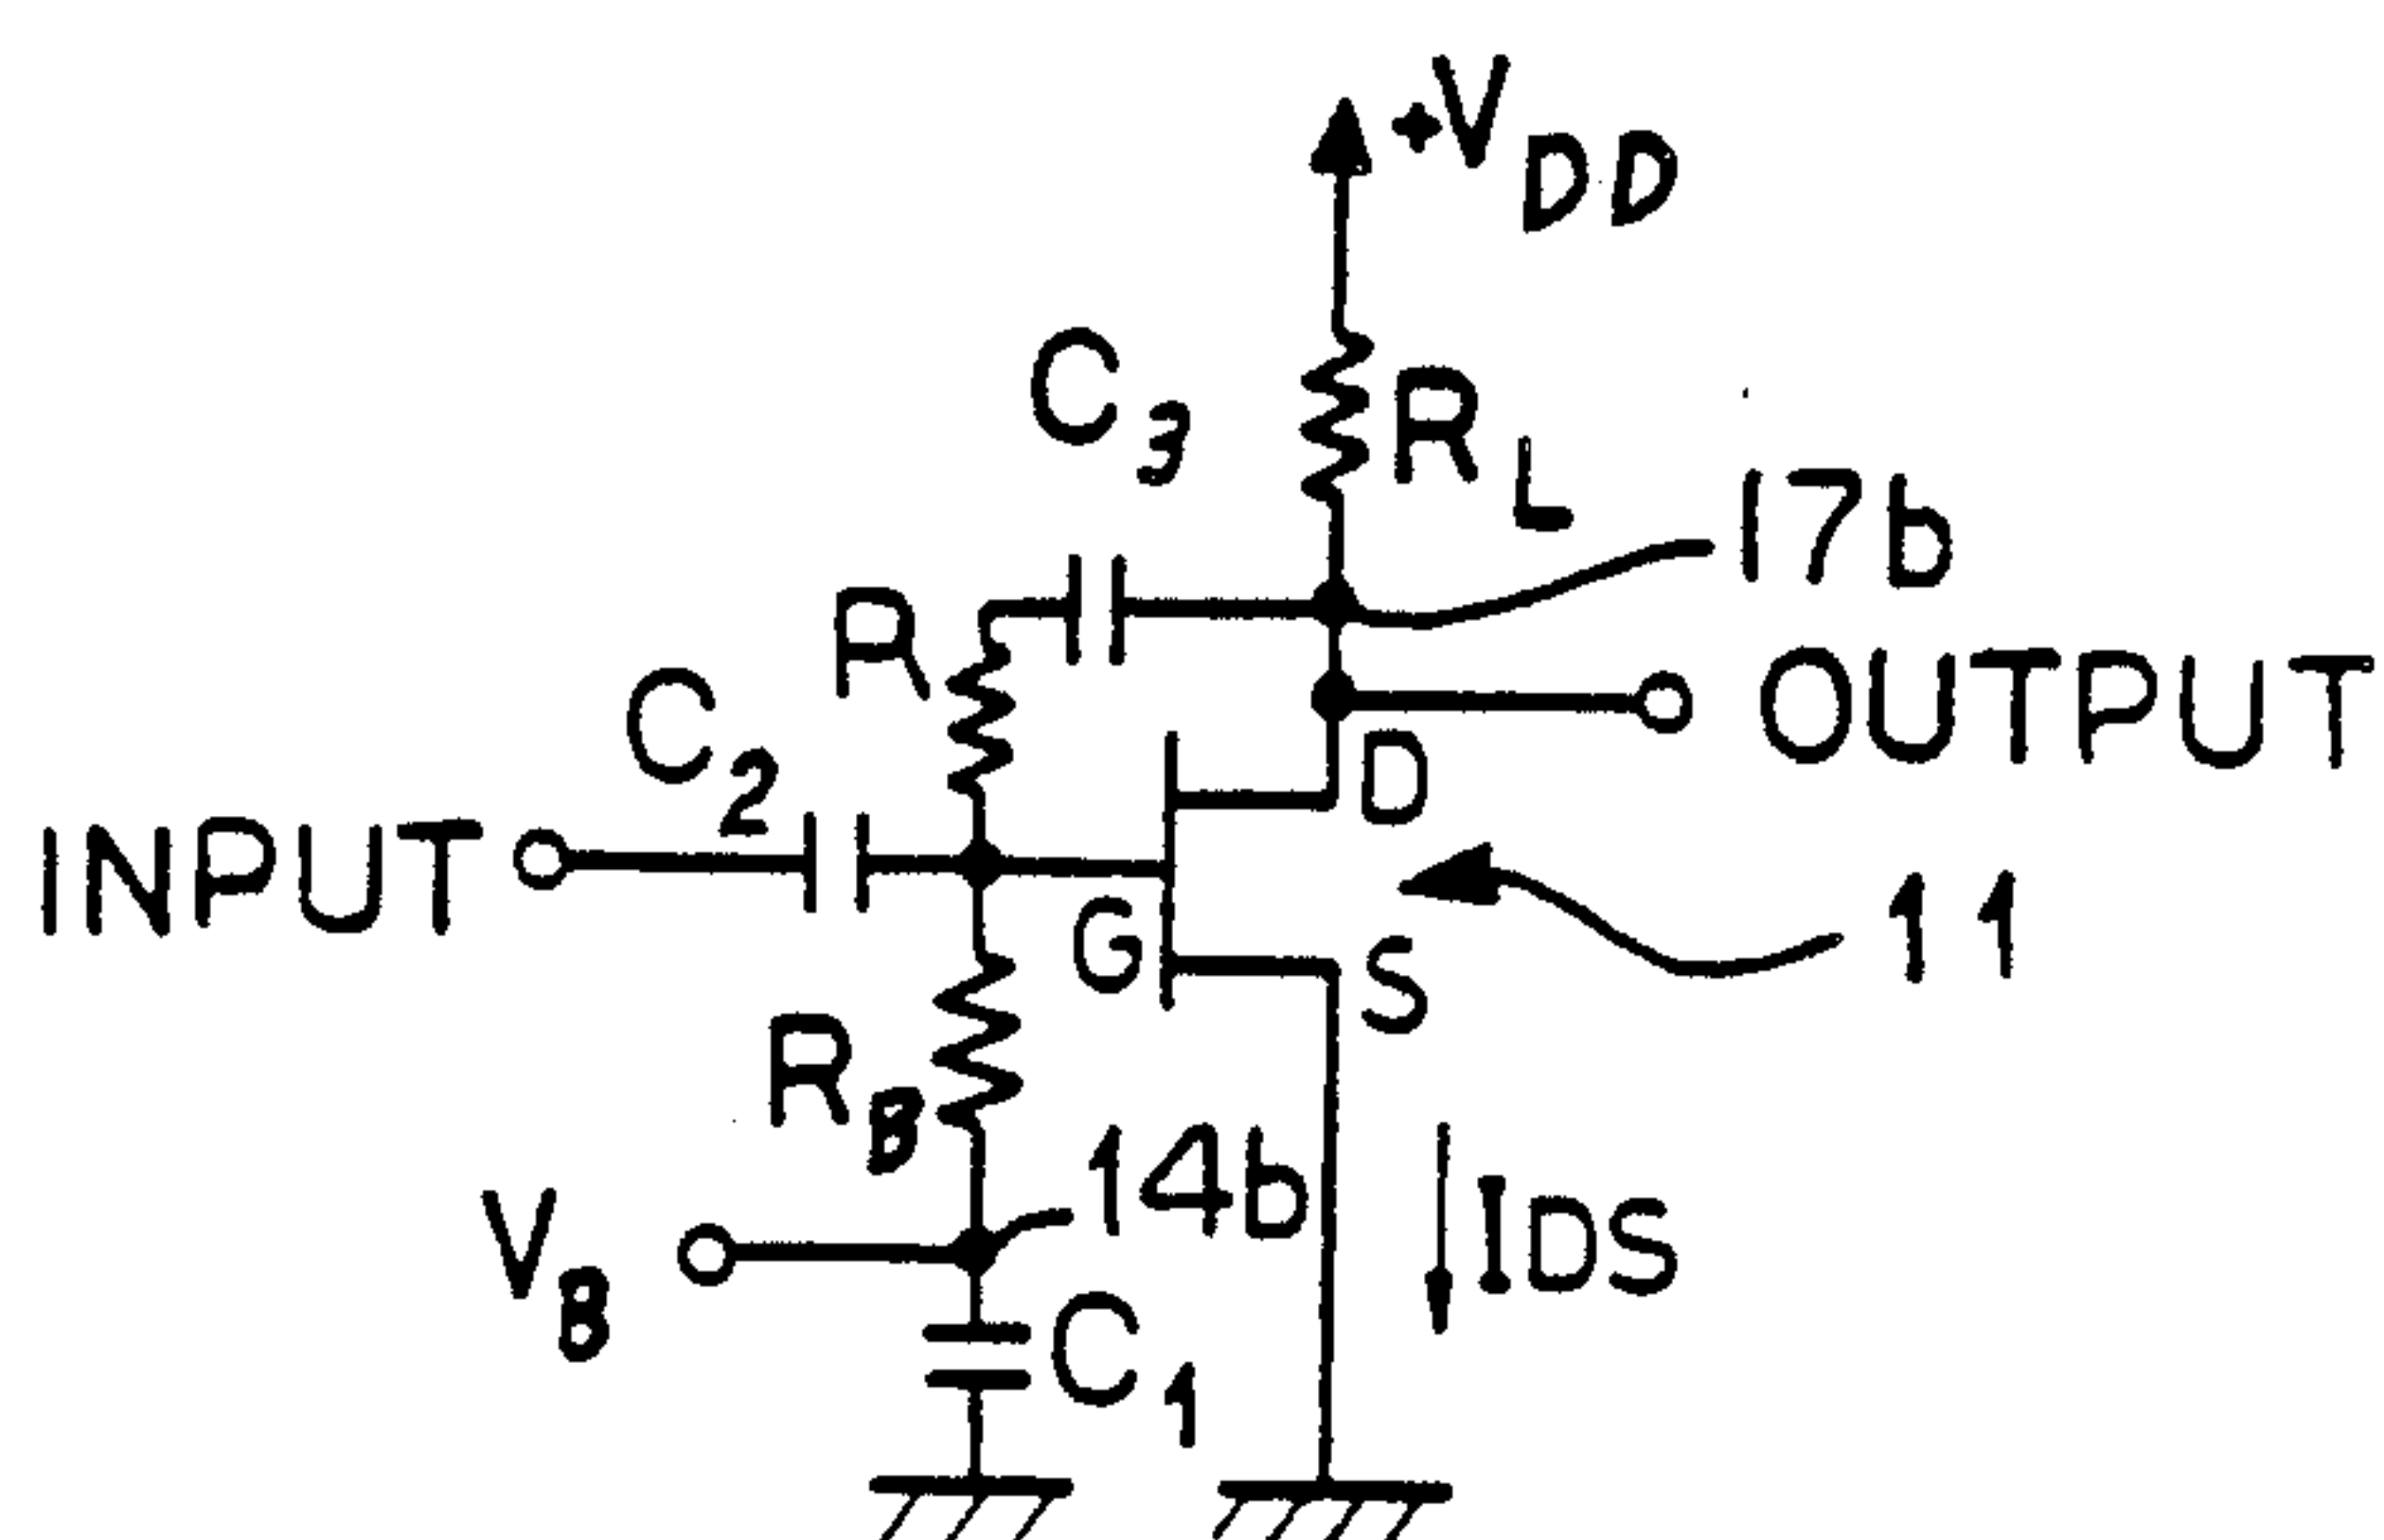 +VDD
C3
RL
17b
R
C2
OUTPUT
D
INPUT
11
G
S
RB
14b
VB
IDS
C1